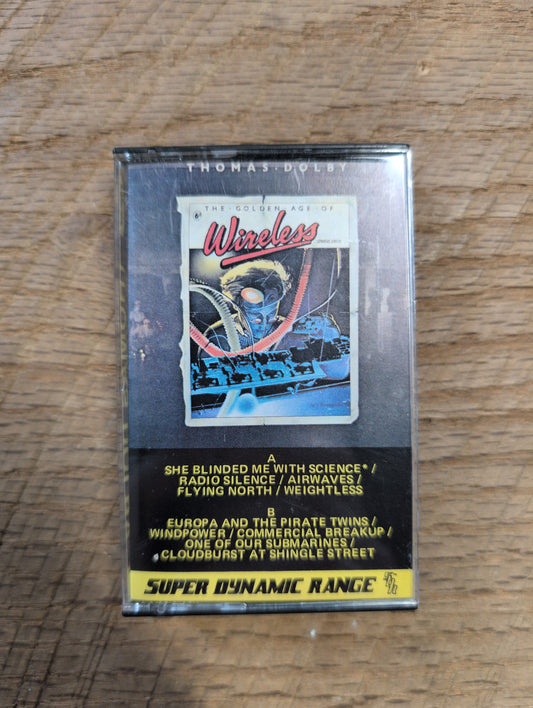 THOMAS·DOLBY
THE·GOLDEN·AGE·OF
Wireless
A
SHE BLINDED ME WITH SCIENCE* /
RADIO SILENCE / AIRWAVES /
FLYING NORTH / WEIGHTLESS
B
EUROPA AND THE PIRATE TWINS /
WINDPOWER / COMMERCIAL BREAKUP /
ONE OF OUR SUBMARINES /
CLOUDBURST AT SHINGLE STREET
SUPER DYNAMIC RANGE